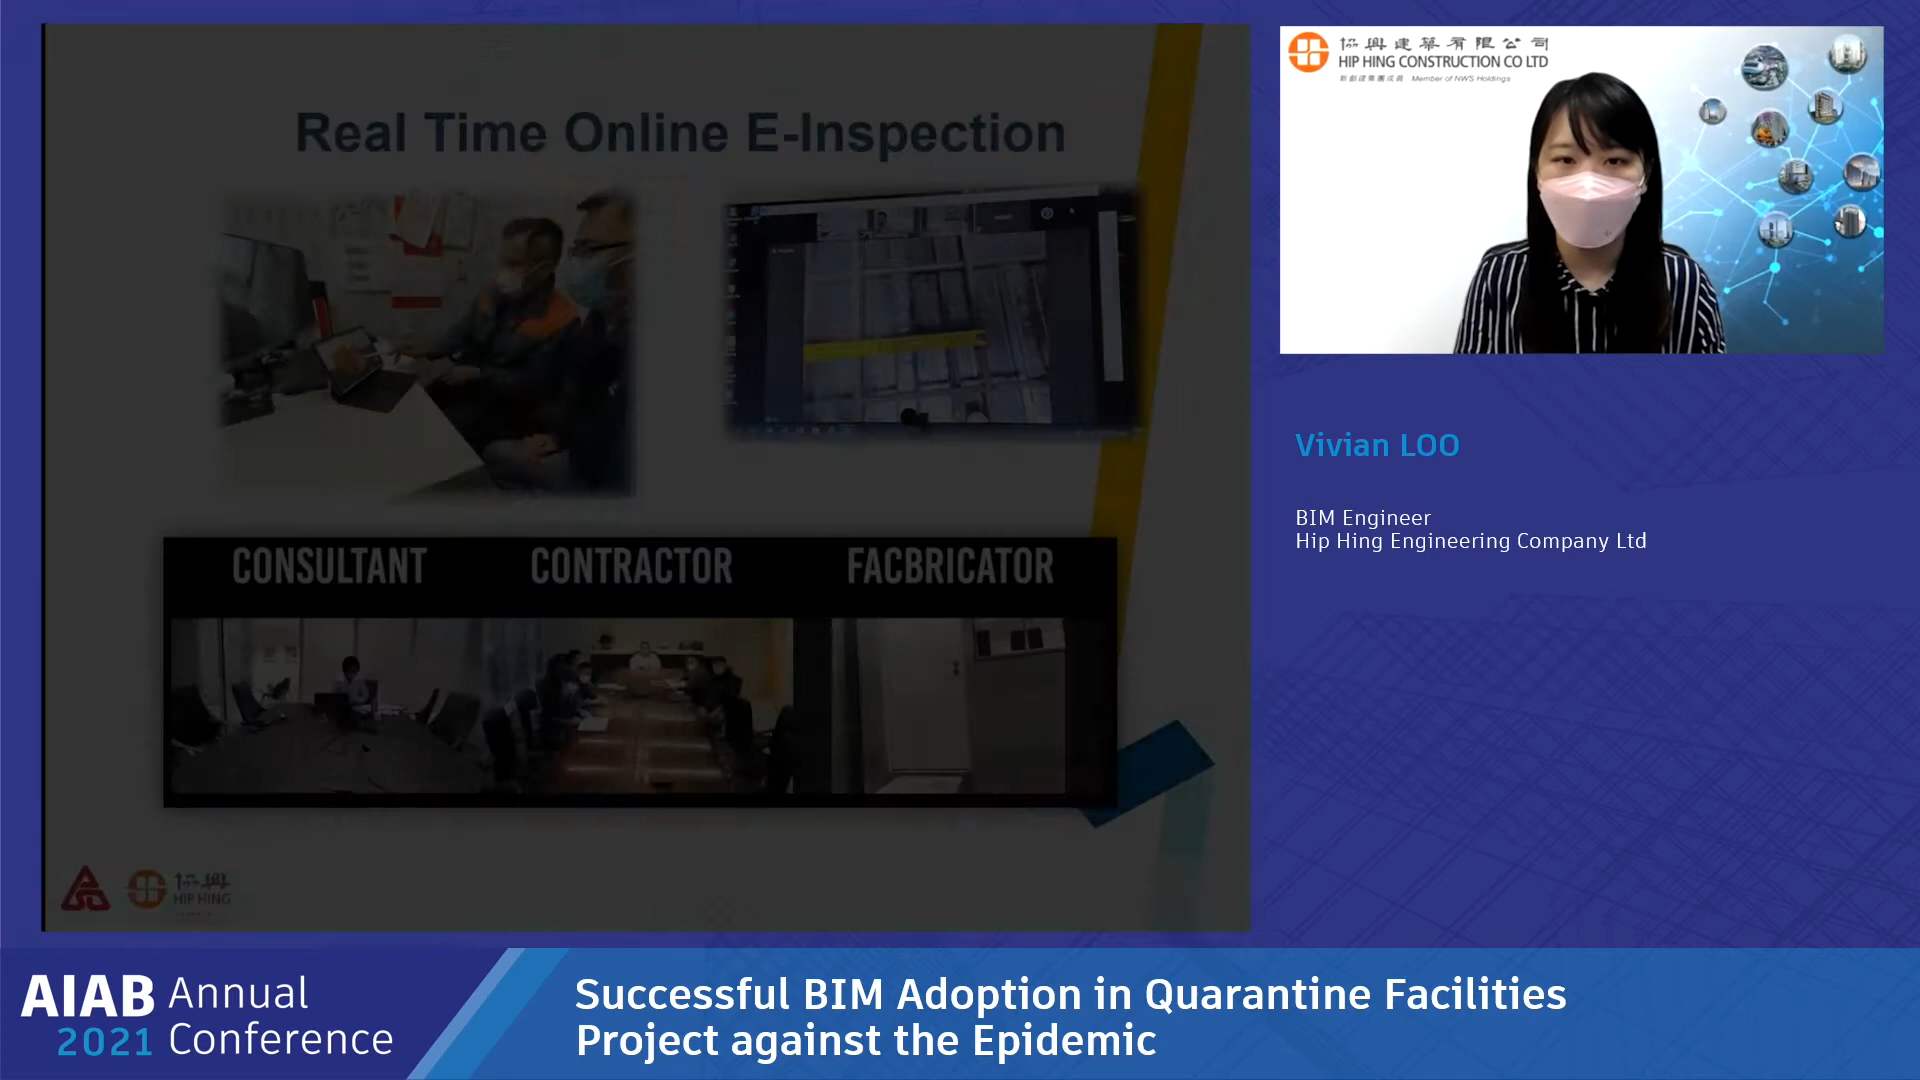 Real Time Online E-Inspection
CONSULTANT
CONTRACTOR
FACBRICATOR
協興
HIP HING
協興建築有限公司
HIP HING CONSTRUCTION CO LTD
新創建集團成員 Member of NWS Holdings
Vivian LOO
BIM Engineer
Hip Hing Engineering Company Ltd
AIAB Annual
2021 Conference
Successful BIM Adoption in Quarantine Facilities
Project against the Epidemic